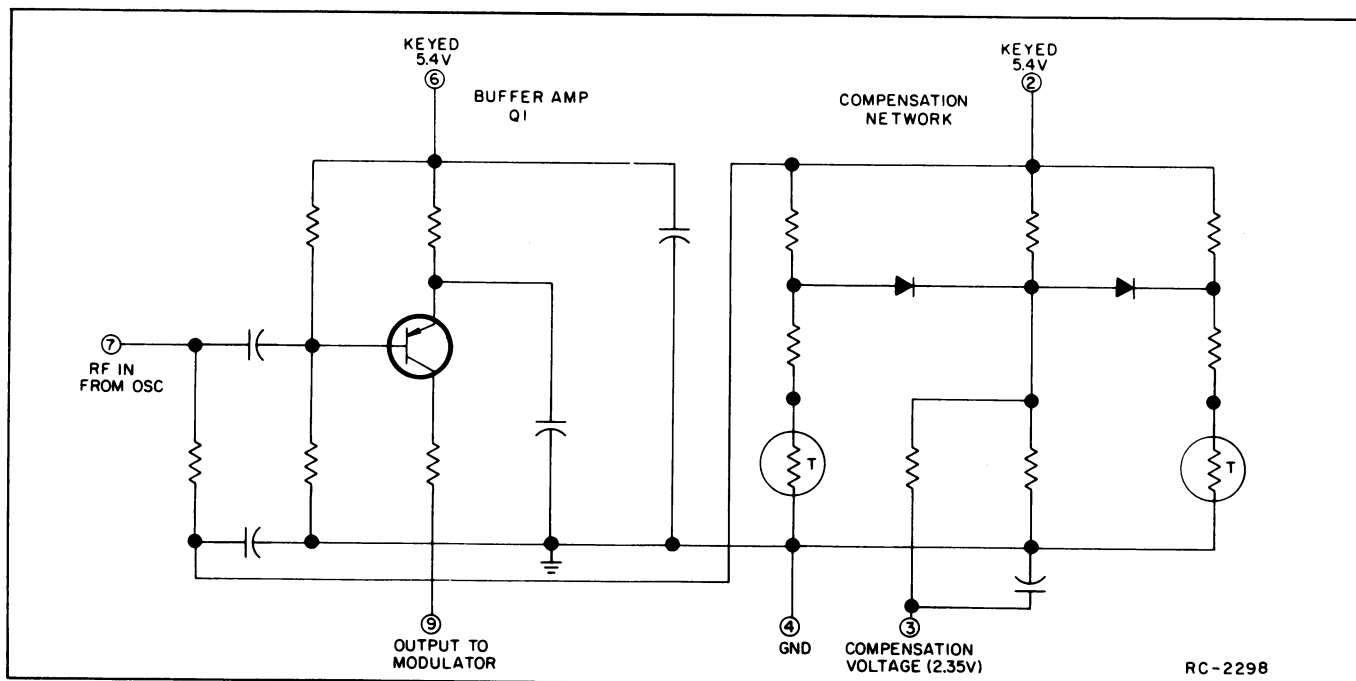 KEYED
5.4V
6
BUFFER AMP
Q1
KEYED
5.4V
2
COMPENSATION
NETWORK
7
RF IN
FROM OSC
T
T
9
OUTPUT TO
MODULATOR
4
GND
3
COMPENSATION
VOLTAGE (2.35V)
RC-2298